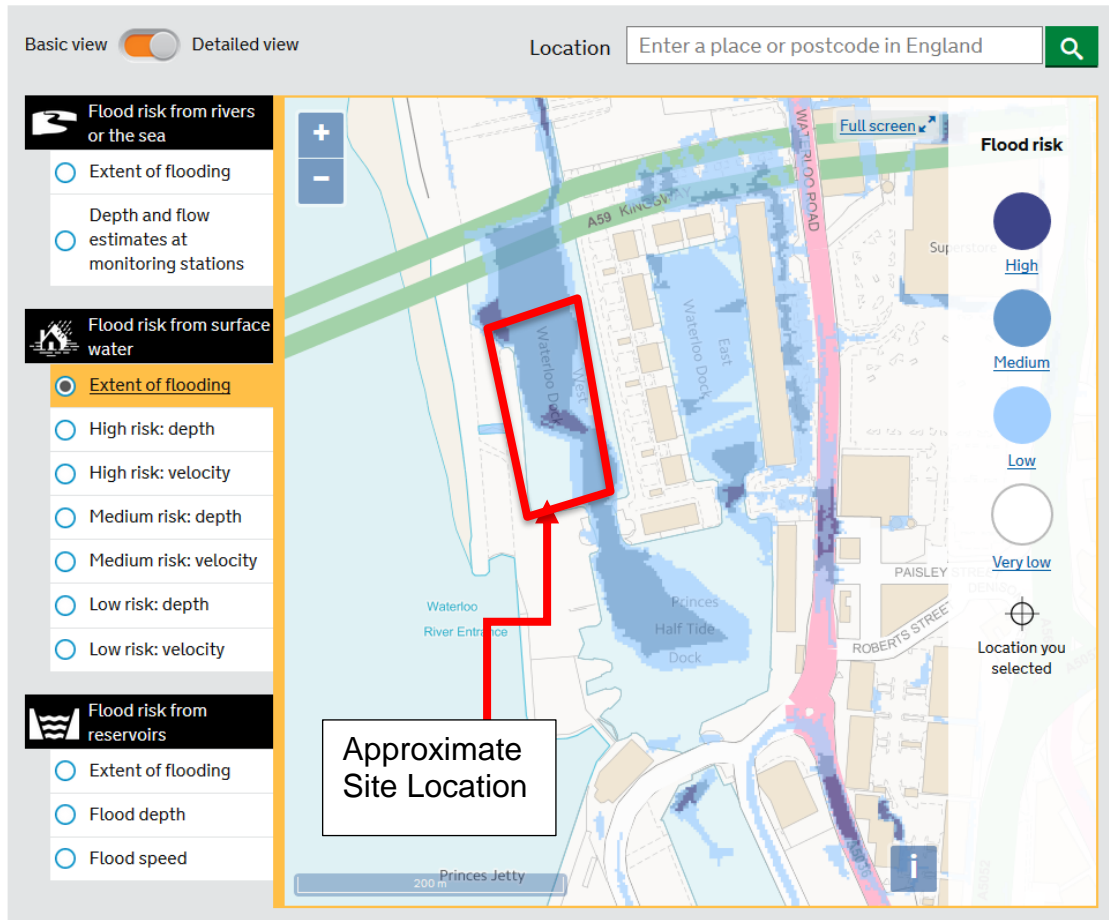 Basic view
Detailed view
Location
Enter a place or postcode in England
Flood risk from rivers
or the sea
Extent of flooding
Depth and flow
estimates at
monitoring stations
Flood risk from surface
water
Extent of flooding
High risk: depth
High risk: velocity
Medium risk: depth
Medium risk: velocity
Low risk: depth
Low risk: velocity
Flood risk from
reservoirs
Extent of flooding
Flood depth
Flood speed
+
−
Full screen
WATERLOO ROAD
A59 KINGSWAY
Superstore
West
Waterloo Dock
East
Waterloo Dock
Waterloo
River Entrance
Princes
Half Tide
Dock
PAISLEY STREET
DENISON
ROBERTS STREET
Approximate
Site Location
A5036
A5052
Princes Jetty
200 m
i
Flood risk
High
Medium
Low
Very low
Location you
selected